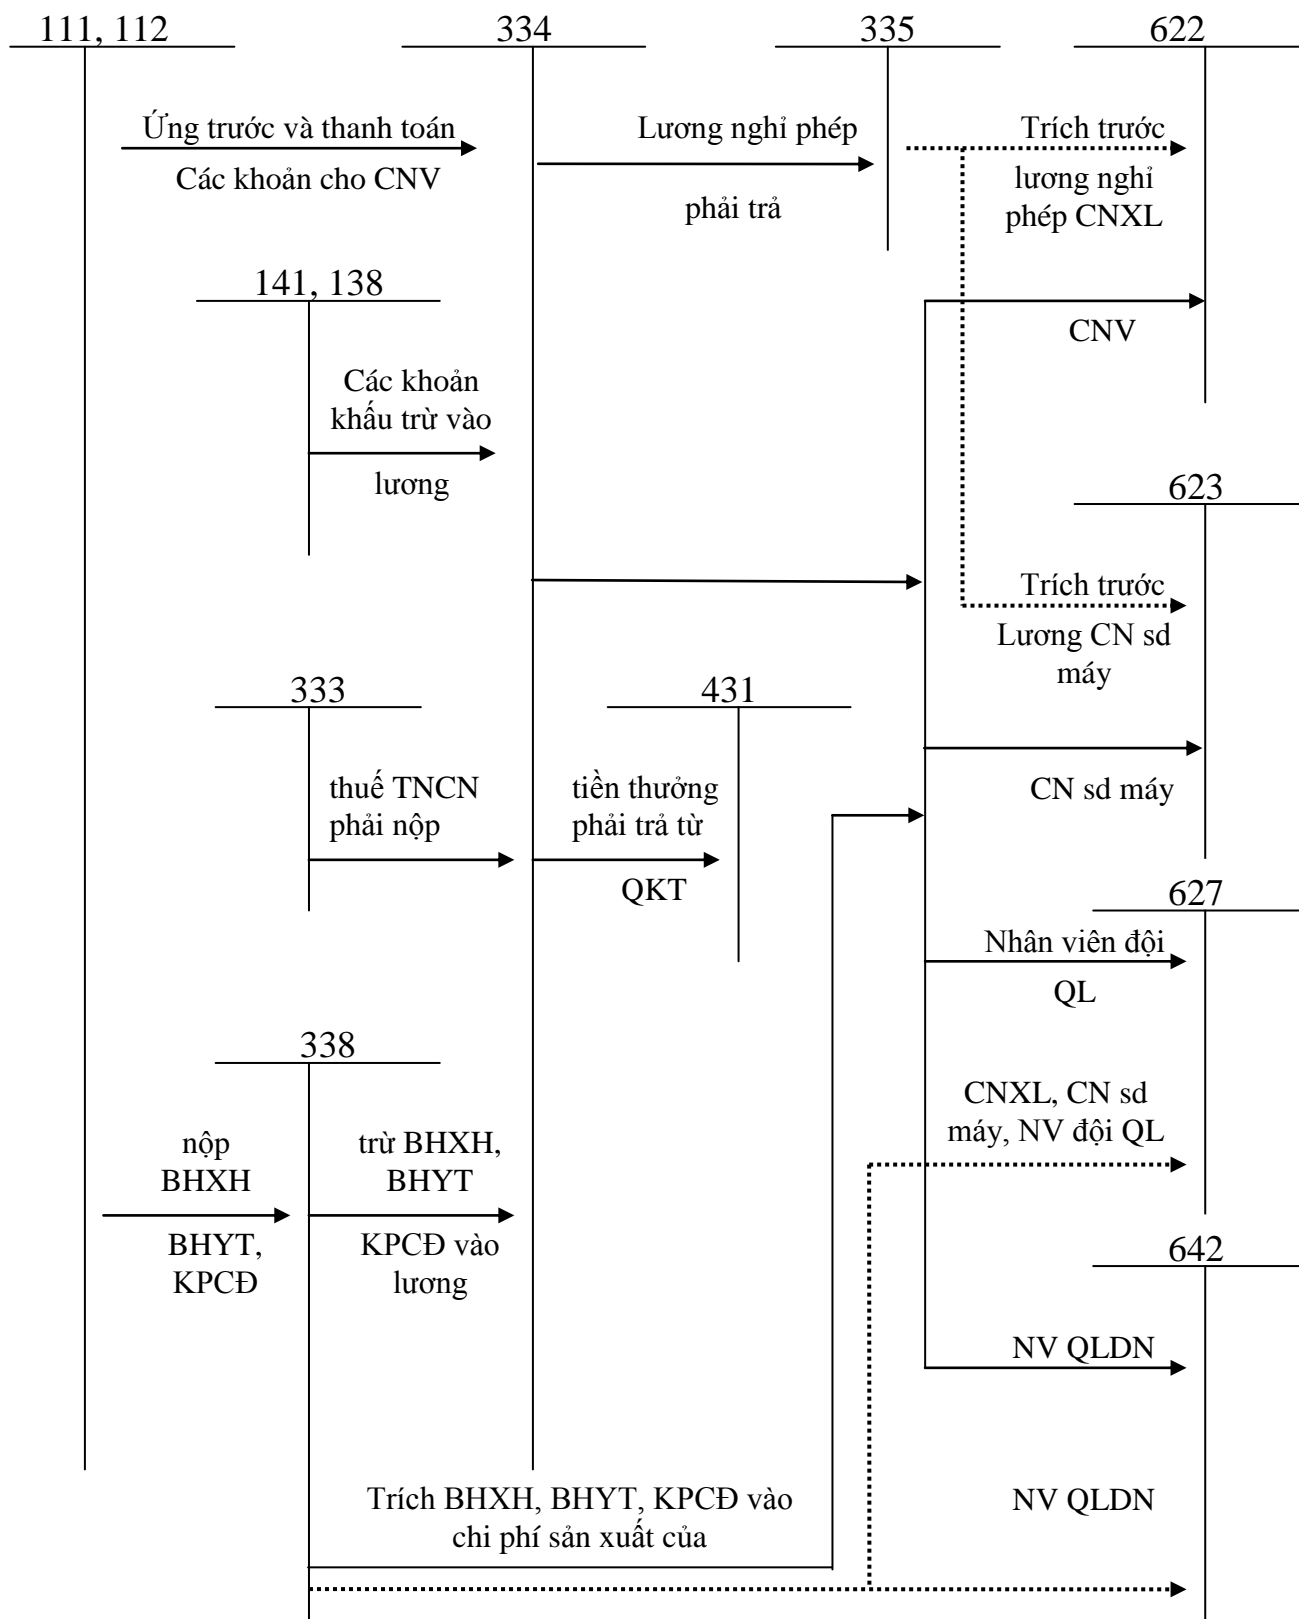 111, 112
334
335
622
Ứng trước và thanh toán
Các khoản cho CNV
Lương nghỉ phép
phải trả
Trích trước
lương nghỉ
phép CNXL
141, 138
CNV
Các khoản
khấu trừ vào
lương
623
Trích trước
Lương CN sd
máy
333
431
thuế TNCN
phải nộp
tiền thưởng
phải trả từ
QKT
CN sd máy
627
Nhân viên đội
QL
338
CNXL, CN sd
máy, NV đội QL
nộp
BHXH
BHYT,
KPCĐ
trừ BHXH,
BHYT
KPCĐ vào
lương
642
NV QLDN
Trích BHXH, BHYT, KPCĐ vào
chi phí sản xuất của
NV QLDN